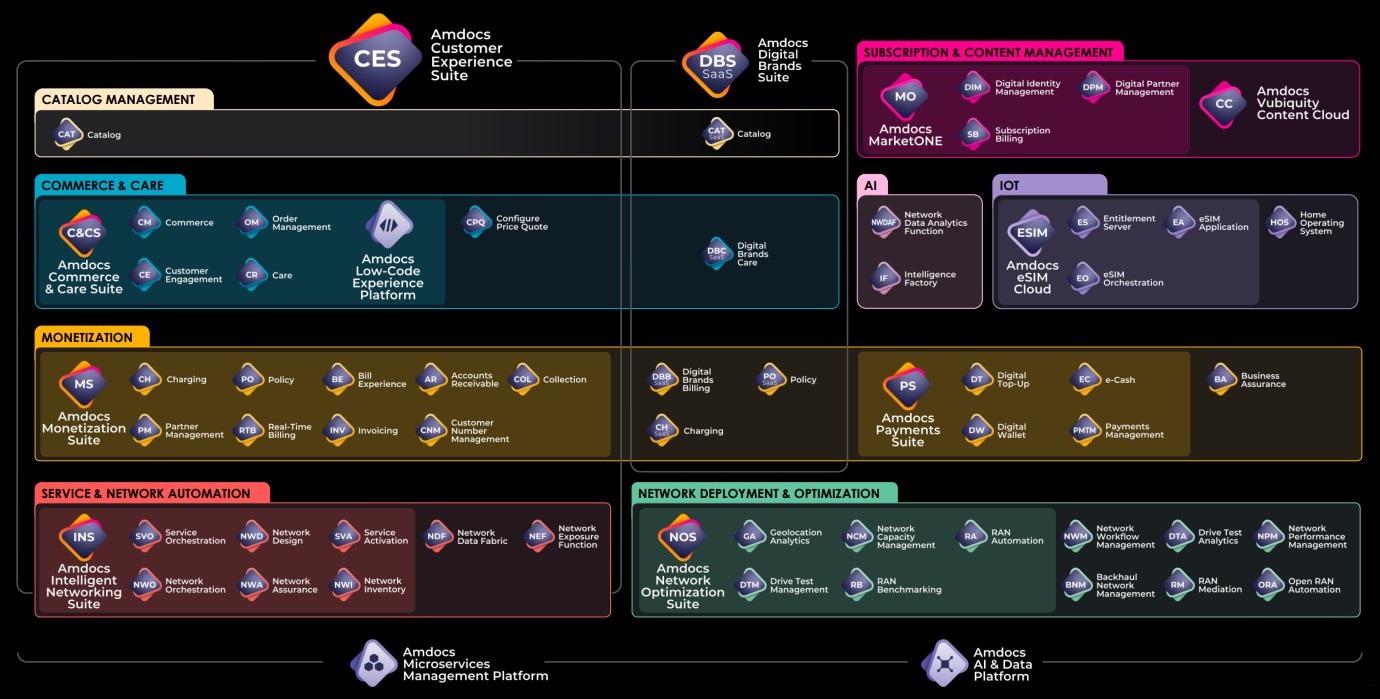 CES
Amdocs
Customer
Experience
Suite
DBS
SaaS
Amdocs
Digital
Brands
Suite
CATALOG MANAGEMENT
CAT
Catalog
CAT
SaaS
Catalog
SUBSCRIPTION & CONTENT MANAGEMENT
MO
Amdocs
MarketONE
DIM
Digital Identity
Management
DPM
Digital Partner
Management
SB
Subscription
Billing
CC
Amdocs
Vubiquity
Content Cloud
COMMERCE & CARE
C&CS
Amdocs
Commerce
& Care Suite
CM
Commerce
OM
Order
Management
CE
Customer
Engagement
CR
Care
Amdocs
Low-Code
Experience
Platform
CPQ
Configure
Price Quote
DBC
SaaS
Digital
Brands
Care
AI
NWDAF
Network
Data Analytics
Function
IF
Intelligence
Factory
IOT
ESIM
Amdocs
eSIM
Cloud
ES
Entitlement
Server
EA
eSIM
Application
EO
eSIM
Orchestration
HOS
Home
Operating
System
MONETIZATION
MS
Amdocs
Monetization
Suite
CH
Charging
PO
Policy
BE
Bill
Experience
AR
Accounts
Receivable
COL
Collection
PM
Partner
Management
RTB
Real-Time
Billing
INV
Invoicing
CNM
Customer
Number
Management
DBB
SaaS
Digital
Brands
Billing
PO
SaaS
Policy
CH
SaaS
Charging
PS
Amdocs
Payments
Suite
DT
Digital
Top-Up
EC
e-Cash
DW
Digital
Wallet
PMTM
Payments
Management
BA
Business
Assurance
SERVICE & NETWORK AUTOMATION
INS
Amdocs
Intelligent
Networking
Suite
SVO
Service
Orchestration
NWD
Network
Design
SVA
Service
Activation
NWO
Network
Orchestration
NWA
Network
Assurance
NWI
Network
Inventory
NDF
Network
Data Fabric
NEF
Network
Exposure
Function
NETWORK DEPLOYMENT & OPTIMIZATION
NOS
Amdocs
Network
Optimization
Suite
GA
Geolocation
Analytics
NCM
Network
Capacity
Management
RA
RAN
Automation
DTM
Drive Test
Management
RB
RAN
Benchmarking
NWM
Network
Workflow
Management
DTA
Drive Test
Analytics
NPM
Network
Performance
Management
BNM
Backhaul
Network
Management
RM
RAN
Mediation
ORA
Open RAN
Automation
Amdocs
Microservices
Management Platform
Amdocs
AI & Data
Platform